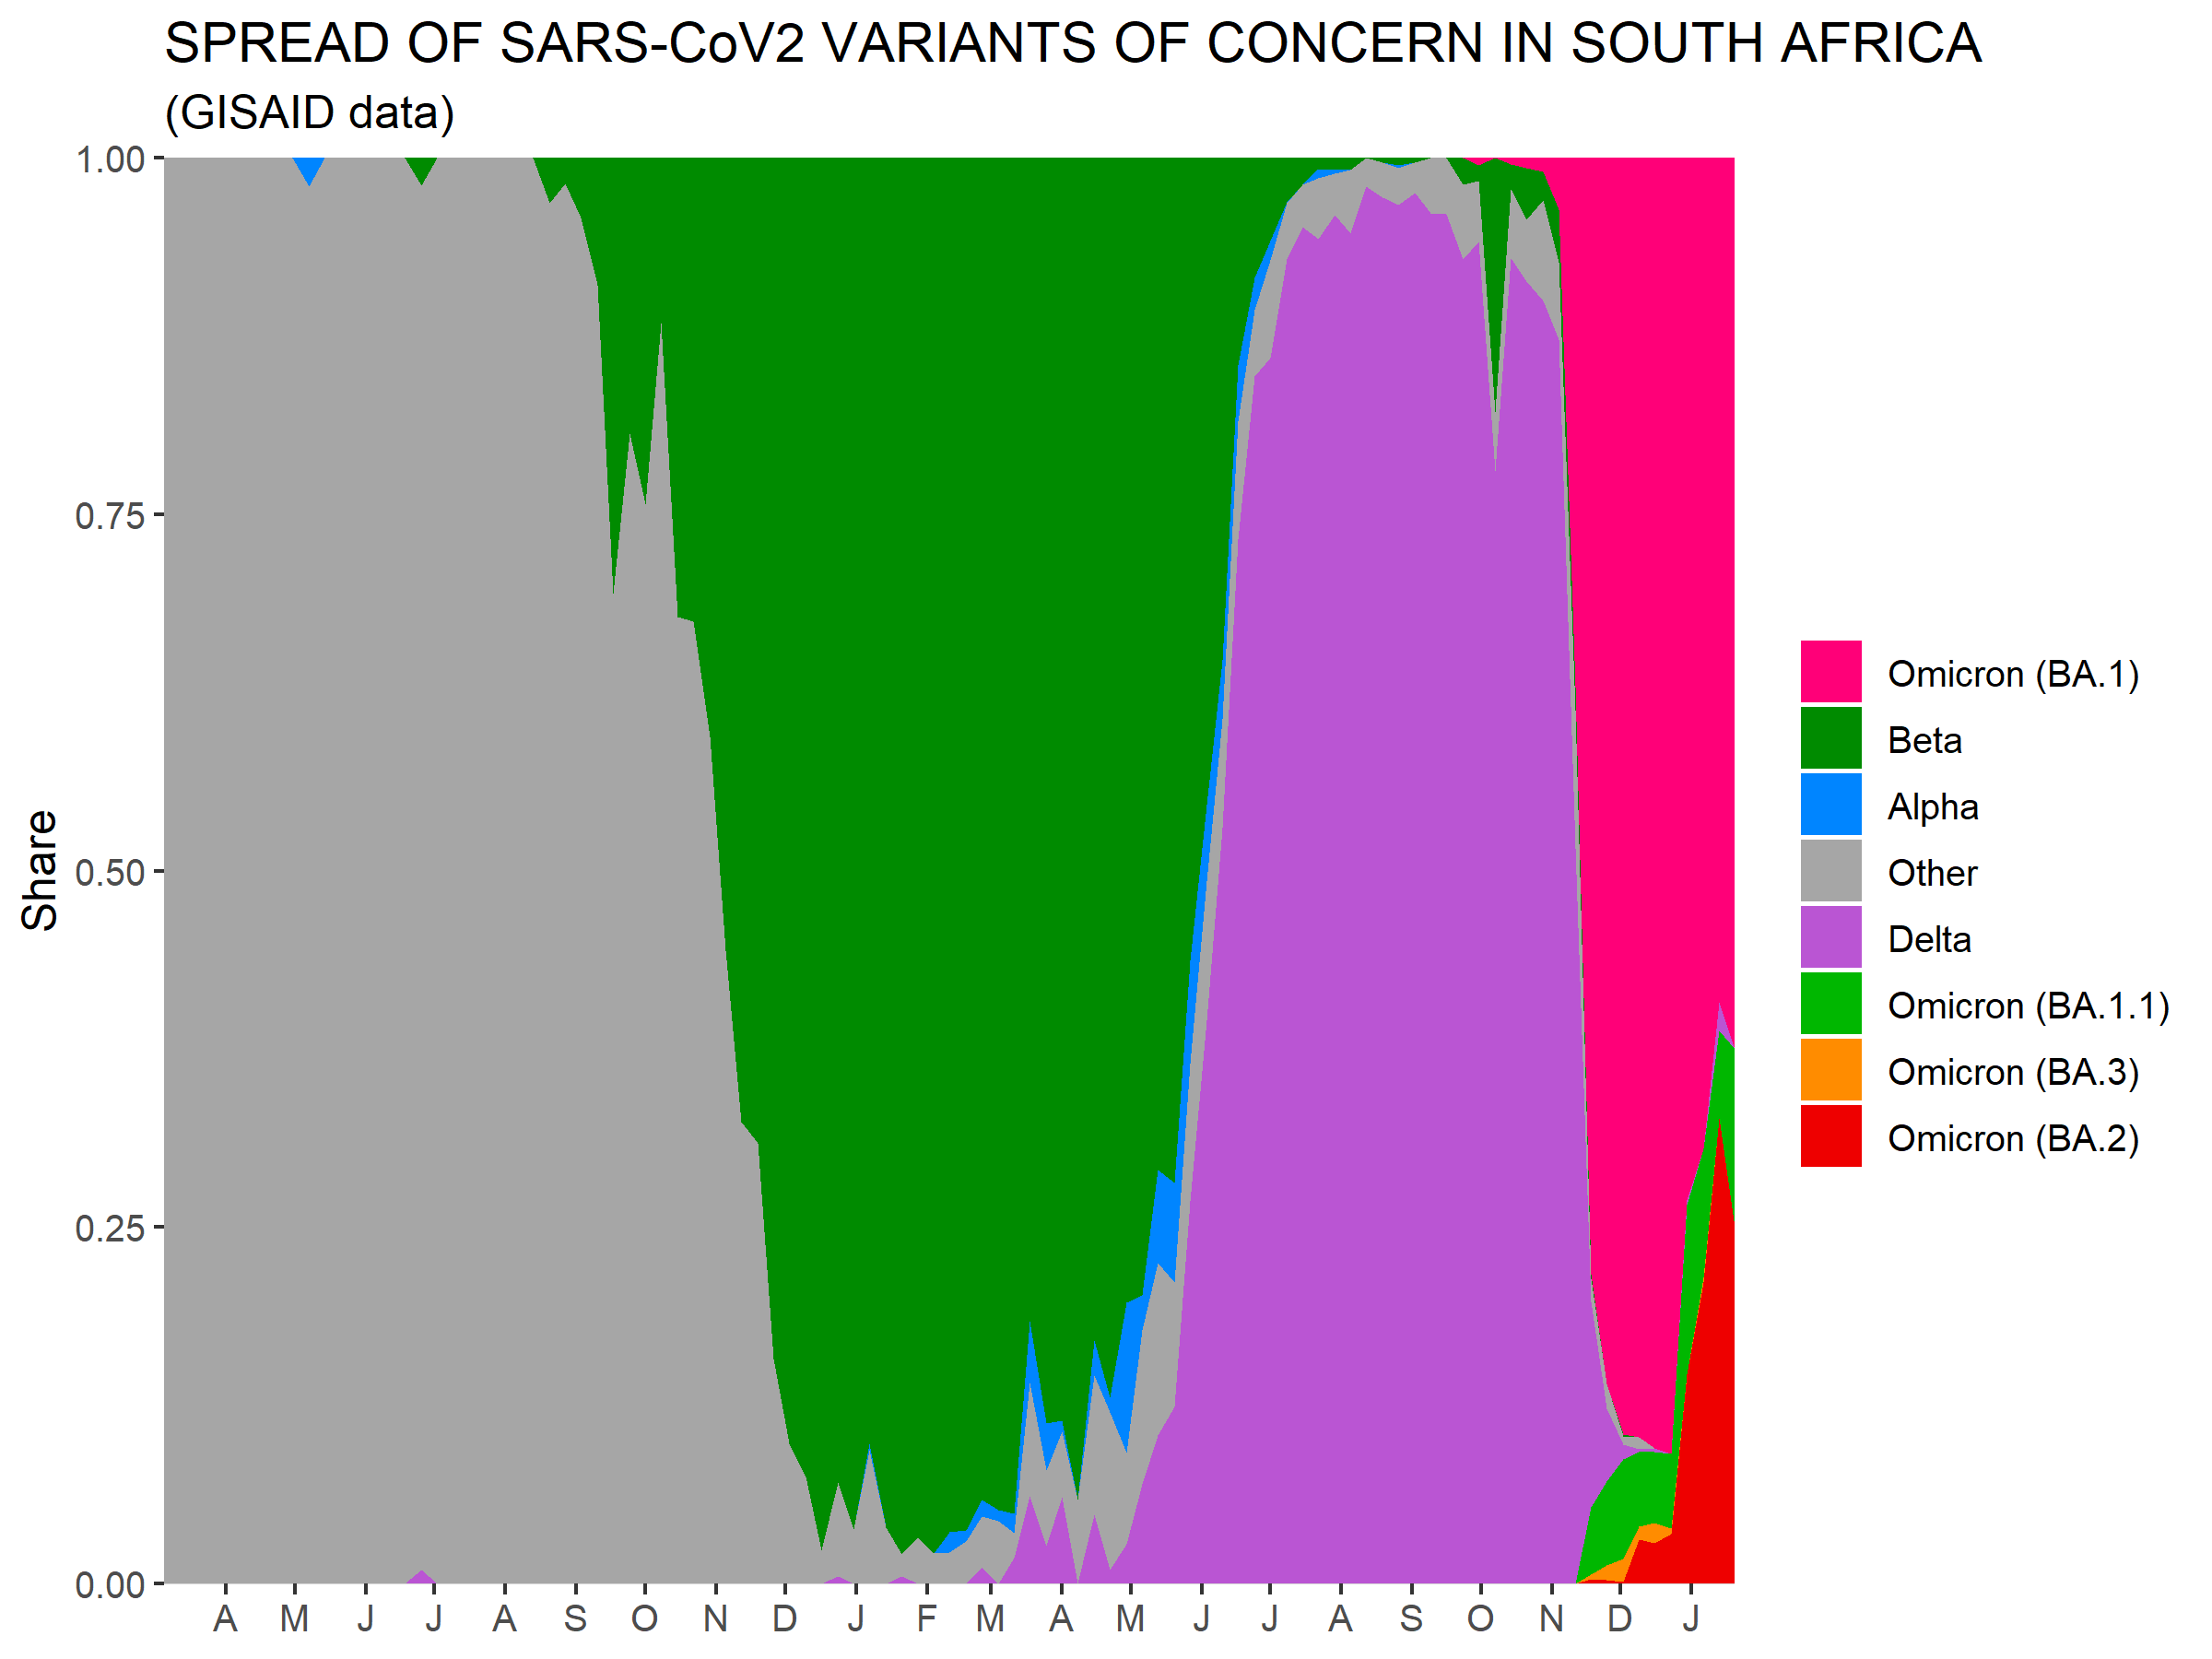 SPREAD OF SARS-CoV2 VARIANTS OF CONCERN IN SOUTH AFRICA
(GISAID data)
1.00
0.75
0.50
0.25
0.00
Share
A M J J A S O N D J F M A M J J A S O N D J
Omicron (BA.1)
Beta
Alpha
Other
Delta
Omicron (BA.1.1)
Omicron (BA.3)
Omicron (BA.2)